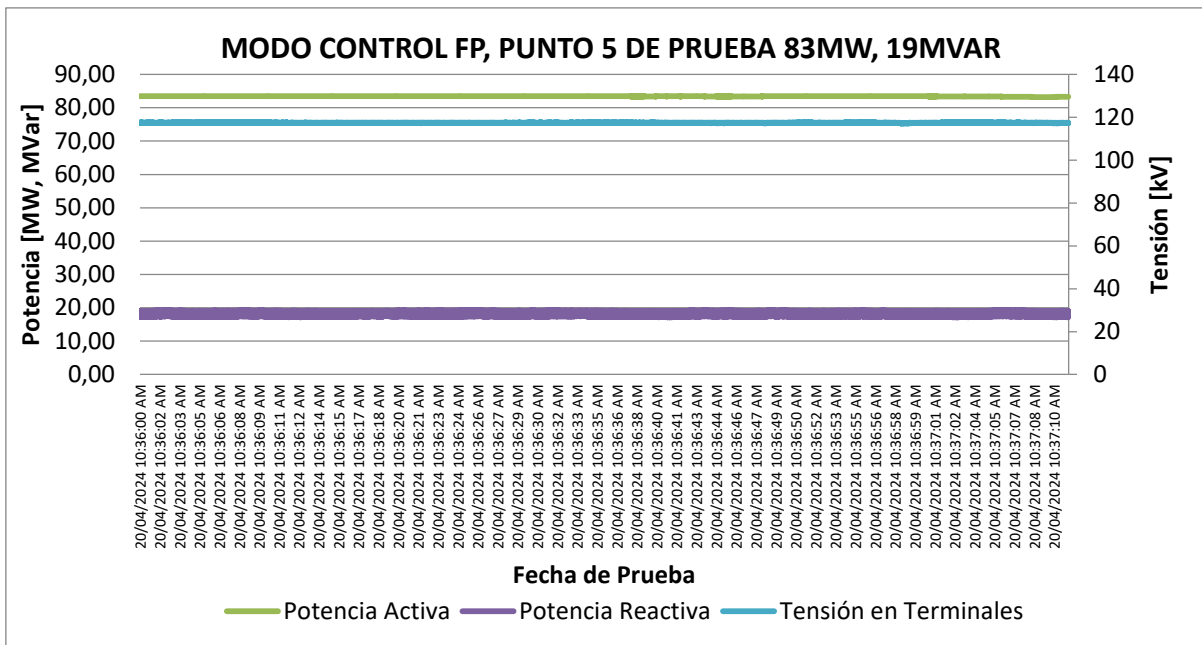 MODO CONTROL FP, PUNTO 5 DE PRUEBA 83MW, 19MVAR
Potencia [MW, MVar]
90,00
80,00
70,00
60,00
50,00
40,00
30,00
20,00
10,00
0,00
140
120
100
80
60
40
20
0
Tensión [kV]
20/04/2024 10:36:00 AM
20/04/2024 10:36:02 AM
20/04/2024 10:36:03 AM
20/04/2024 10:36:05 AM
20/04/2024 10:36:06 AM
20/04/2024 10:36:08 AM
20/04/2024 10:36:09 AM
20/04/2024 10:36:11 AM
20/04/2024 10:36:12 AM
20/04/2024 10:36:14 AM
20/04/2024 10:36:15 AM
20/04/2024 10:36:17 AM
20/04/2024 10:36:18 AM
20/04/2024 10:36:20 AM
20/04/2024 10:36:21 AM
20/04/2024 10:36:23 AM
20/04/2024 10:36:24 AM
20/04/2024 10:36:26 AM
20/04/2024 10:36:27 AM
20/04/2024 10:36:29 AM
20/04/2024 10:36:30 AM
20/04/2024 10:36:32 AM
20/04/2024 10:36:33 AM
20/04/2024 10:36:35 AM
20/04/2024 10:36:36 AM
20/04/2024 10:36:38 AM
20/04/2024 10:36:40 AM
20/04/2024 10:36:41 AM
20/04/2024 10:36:43 AM
20/04/2024 10:36:44 AM
20/04/2024 10:36:46 AM
20/04/2024 10:36:47 AM
20/04/2024 10:36:49 AM
20/04/2024 10:36:50 AM
20/04/2024 10:36:52 AM
20/04/2024 10:36:53 AM
20/04/2024 10:36:55 AM
20/04/2024 10:36:56 AM
20/04/2024 10:36:58 AM
20/04/2024 10:36:59 AM
20/04/2024 10:37:01 AM
20/04/2024 10:37:02 AM
20/04/2024 10:37:04 AM
20/04/2024 10:37:05 AM
20/04/2024 10:37:07 AM
20/04/2024 10:37:08 AM
20/04/2024 10:37:10 AM
Fecha de Prueba
Potencia Activa
Potencia Reactiva
Tensión en Terminales